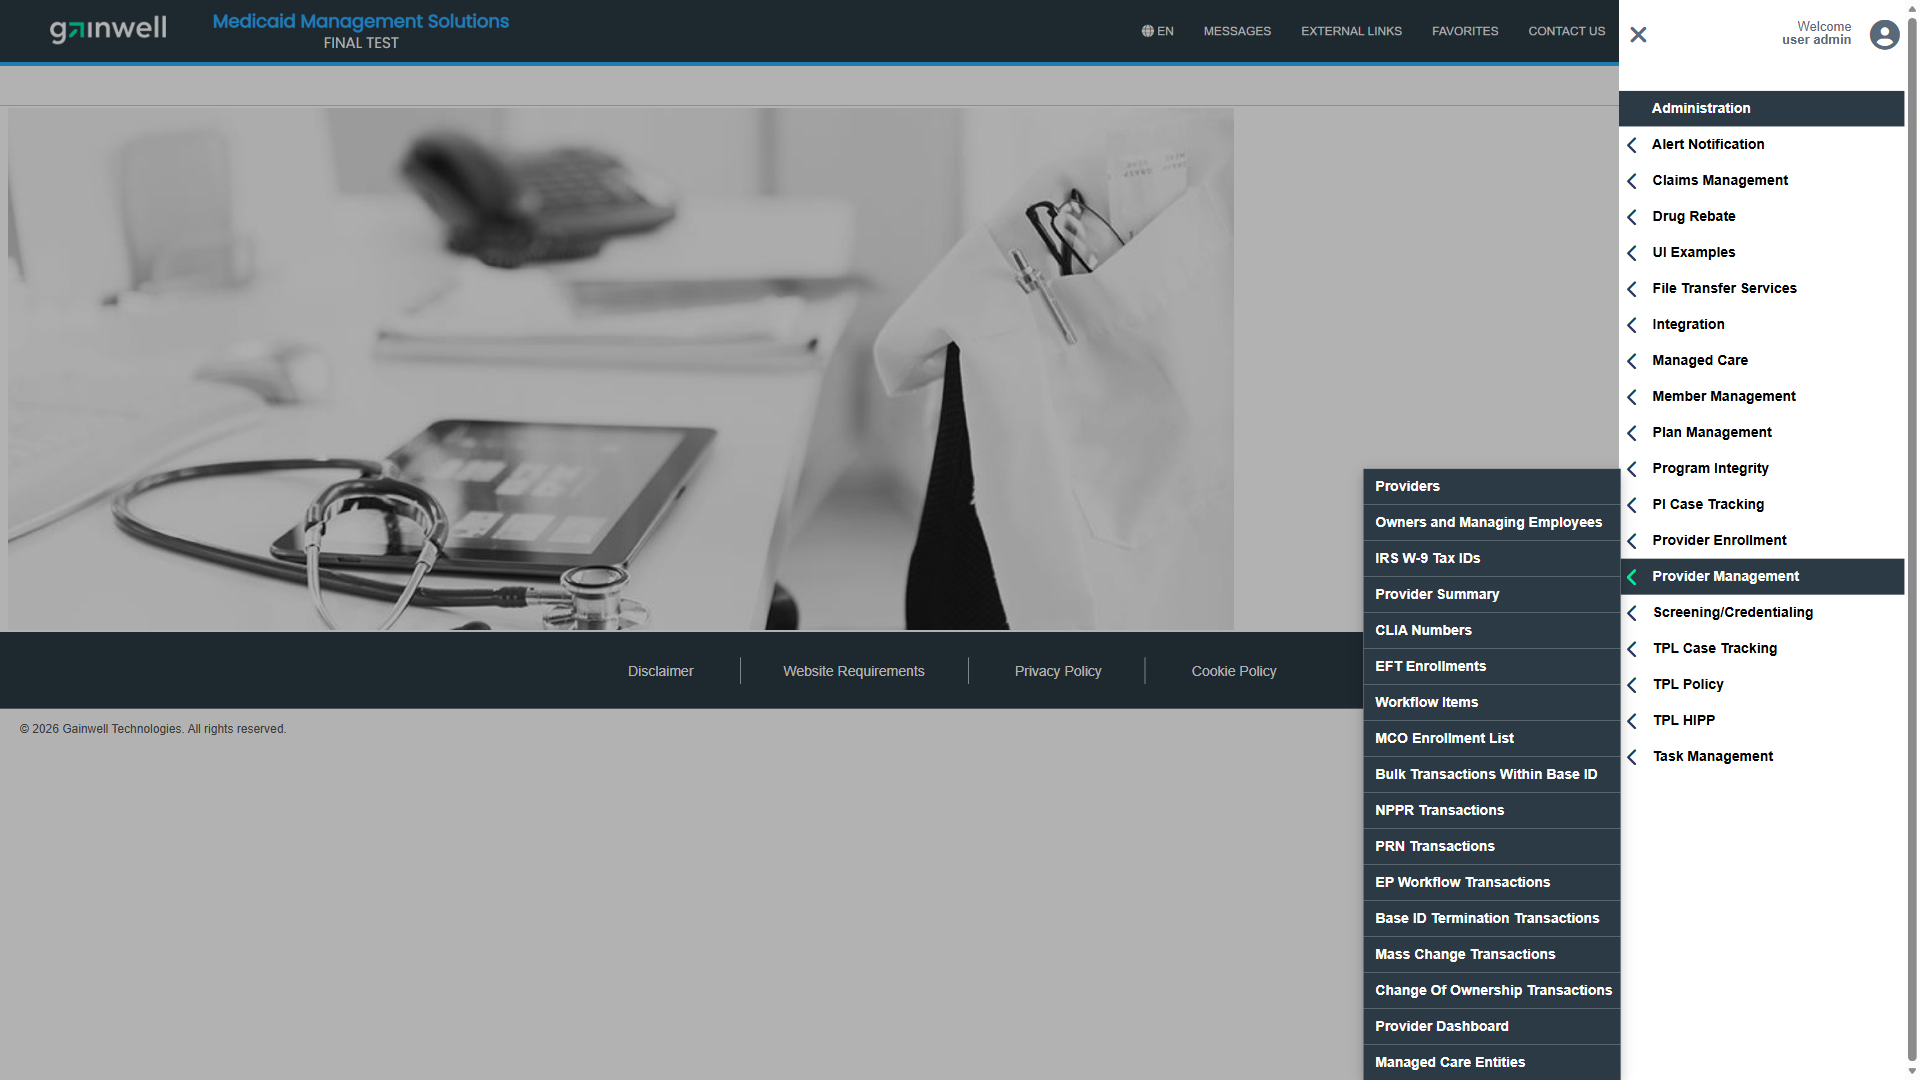 gainwell
Medicaid Management Solutions
FINAL TEST
EN
MESSAGES
EXTERNAL LINKS
FAVORITES
CONTACT US
Welcome
user admin
Administration
Alert Notification
Claims Management
Drug Rebate
UI Examples
File Transfer Services
Integration
Managed Care
Member Management
Plan Management
Program Integrity
PI Case Tracking
Provider Enrollment
Provider Management
Screening/Credentialing
TPL Case Tracking
TPL Policy
TPL HIPP
Task Management
Providers
Owners and Managing Employees
IRS W-9 Tax IDs
Provider Summary
CLIA Numbers
EFT Enrollments
Workflow Items
MCO Enrollment List
Bulk Transactions Within Base ID
NPPR Transactions
PRN Transactions
EP Workflow Transactions
Base ID Termination Transactions
Mass Change Transactions
Change Of Ownership Transactions
Provider Dashboard
Managed Care Entities
Disclaimer
Website Requirements
Privacy Policy
Cookie Policy
© 2026 Gainwell Technologies. All rights reserved.